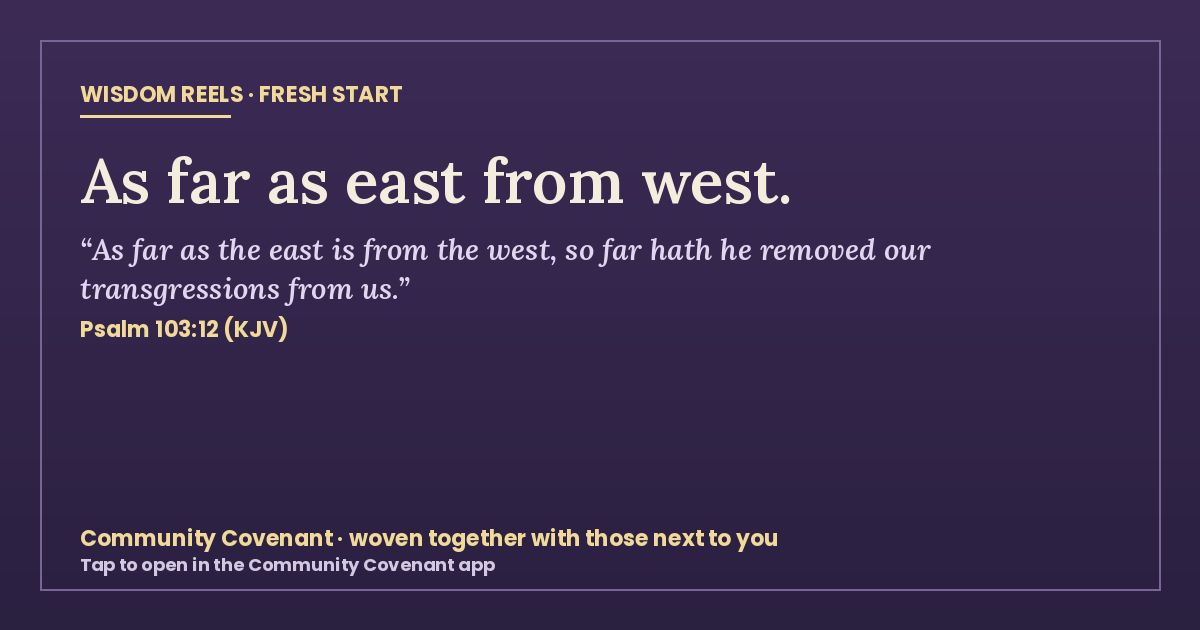 WISDOM REELS · FRESH START
As far as east from west.
“As far as the east is from the west, so far hath he removed our
transgressions from us.”
Psalm 103:12 (KJV)
Community Covenant · woven together with those next to you
Tap to open in the Community Covenant app